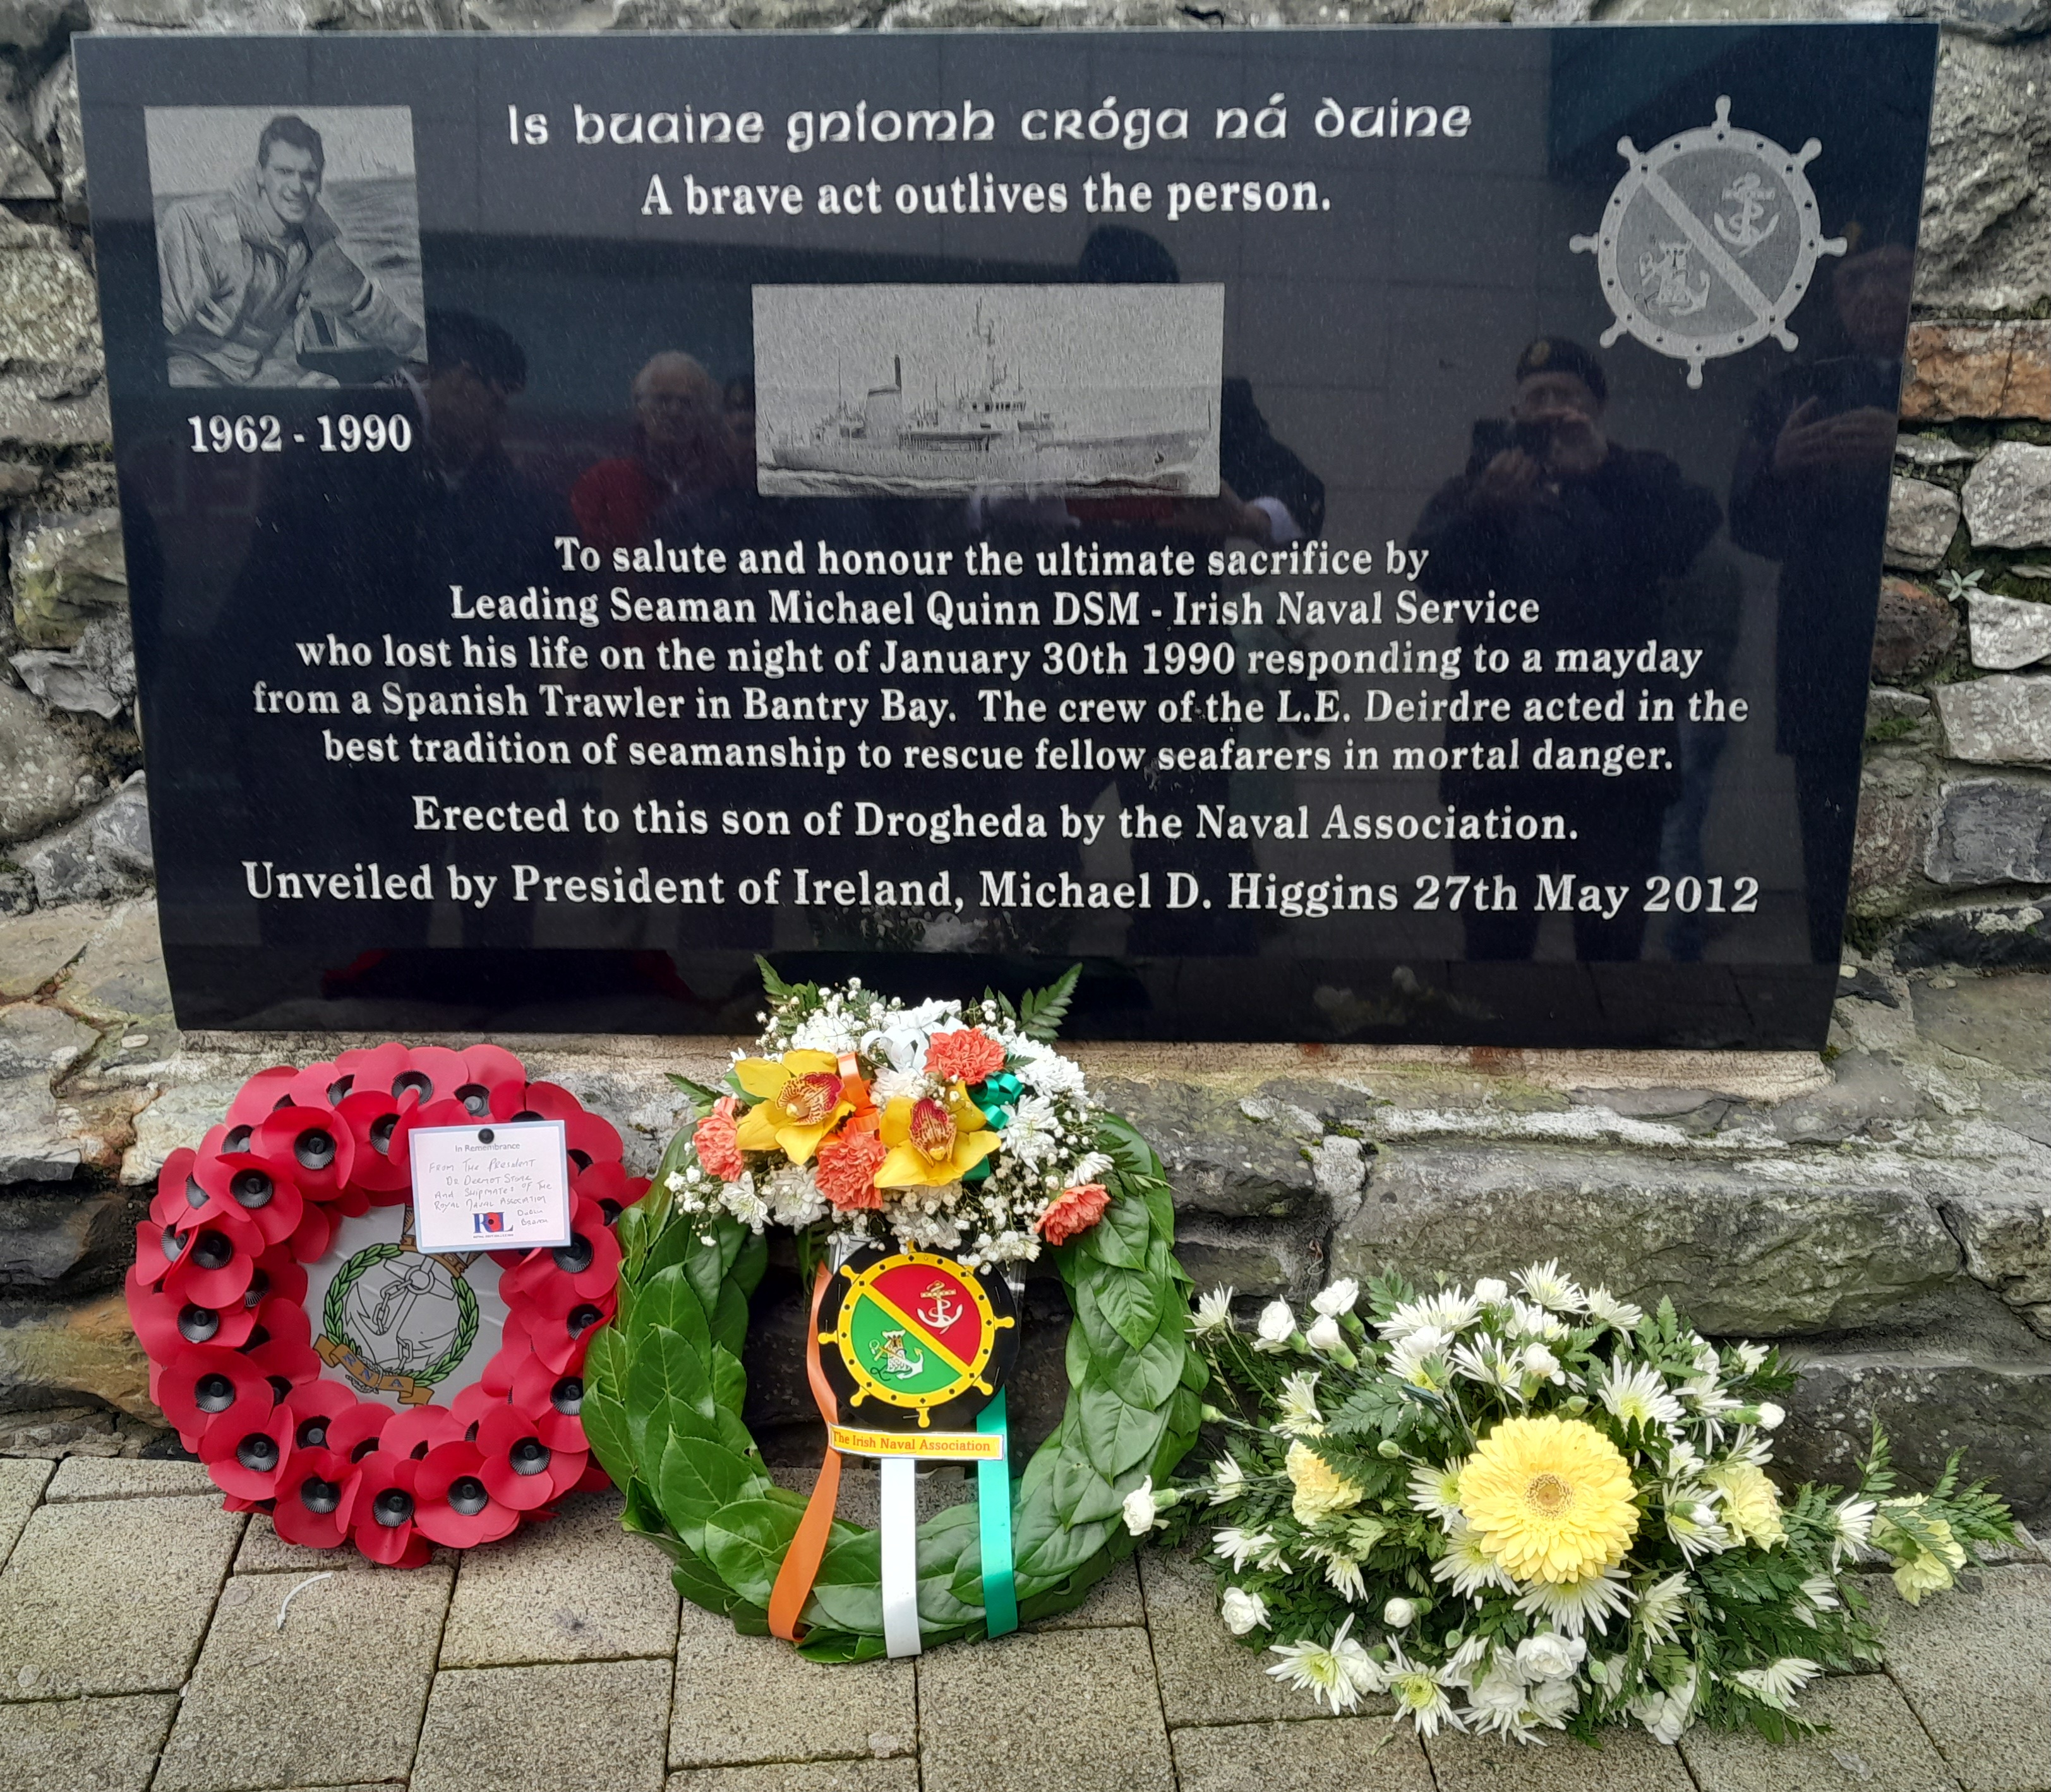 Is buaine gníomh cróga ná duine
A brave act outlives the person.
1962 - 1990
To salute and honour the ultimate sacrifice by
Leading Seaman Michael Quinn DSM - Irish Naval Service
who lost his life on the night of January 30th 1990 responding to a mayday
from a Spanish Trawler in Bantry Bay. The crew of the L.E. Deirdre acted in the
best tradition of seamanship to rescue fellow seafarers in mortal danger.
Erected to this son of Drogheda by the Naval Association.
Unveiled by President of Ireland, Michael D. Higgins 27th May 2012
In Remembrance
From The President
Dr Dermot
And Shipmates of The
Royal Naval Association
Dublin
RNA
The Irish Naval Association